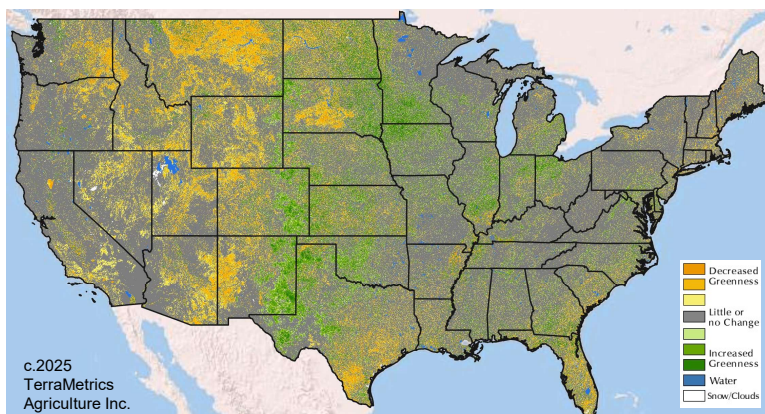 Decreased
Greenness
Little or
no Change
Increased
Greenness
Water
Snow/Clouds
c.2025
TerraMetrics
Agriculture Inc.